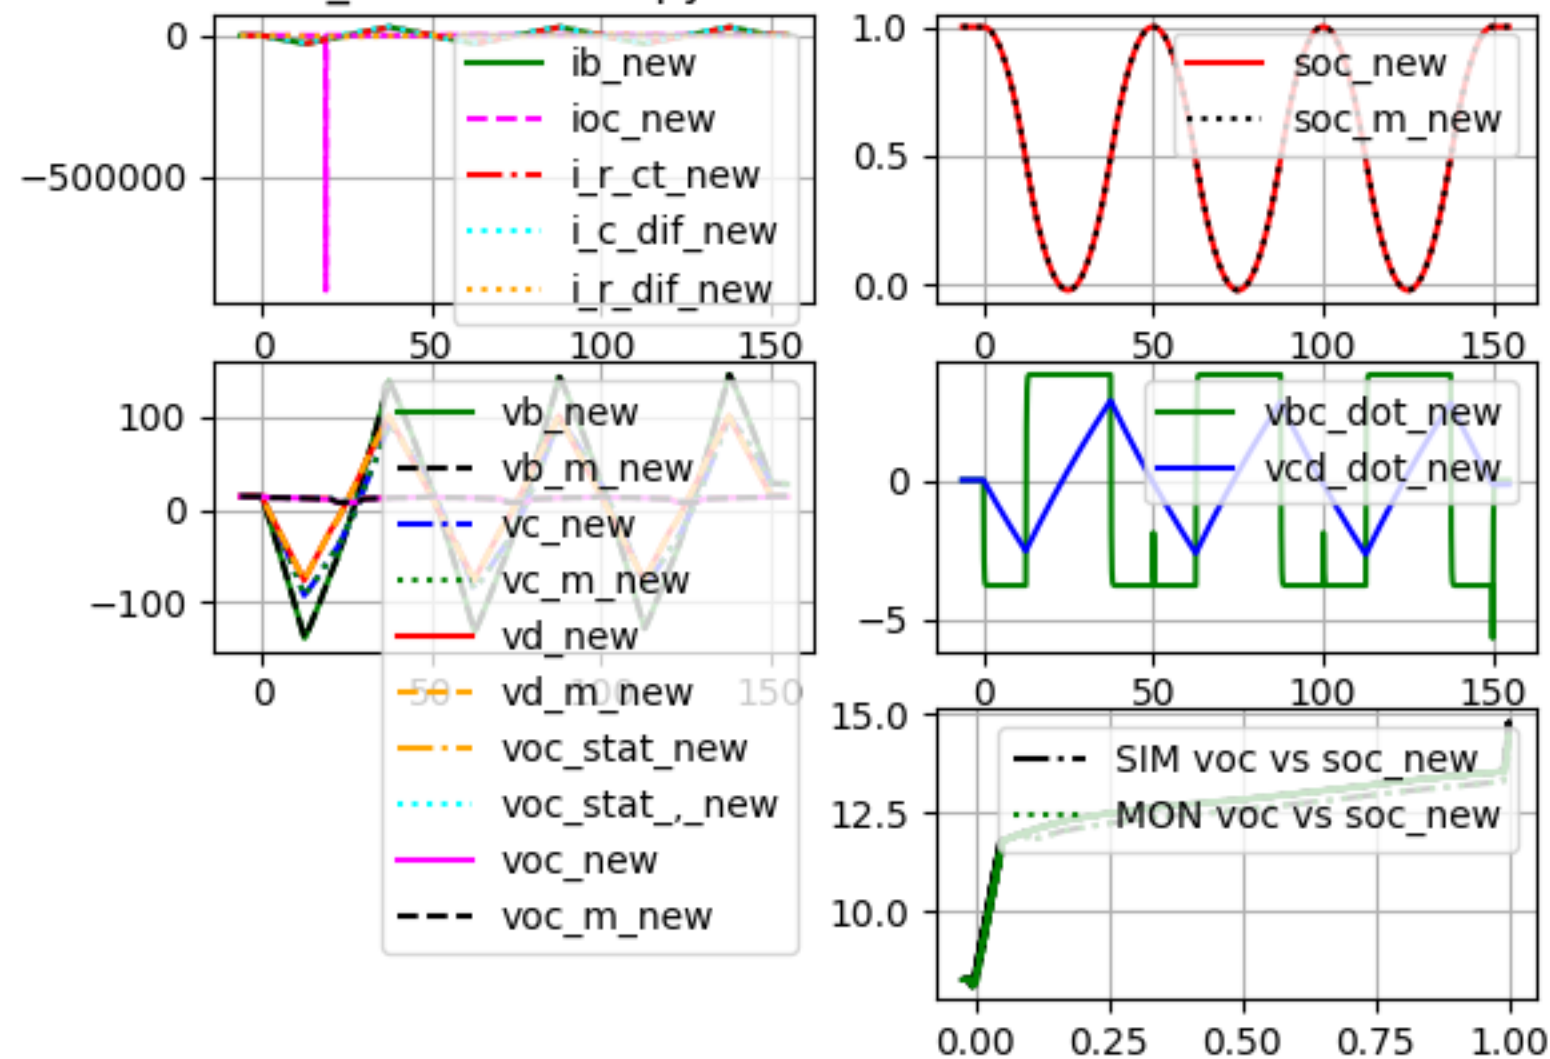 0
−500000
ib_new
ioc_new
i_r_ct_new
i_c_dif_new
i_r_dif_new
0 50 100 150
1.0
0.5
0.0
soc_new
soc_m_new
0 50 100 150
100
0
−100
vb_new
vb_m_new
vc_new
vc_m_new
vd_new
vd_m_new
voc_stat_new
voc_stat_,_new
voc_new
voc_m_new
0 50 100 150
0
−5
vbc_dot_new
vcd_dot_new
0 50 100 150
15.0
12.5
10.0
SIM voc vs soc_new
MON voc vs soc_new
0.00 0.25 0.50 0.75 1.00